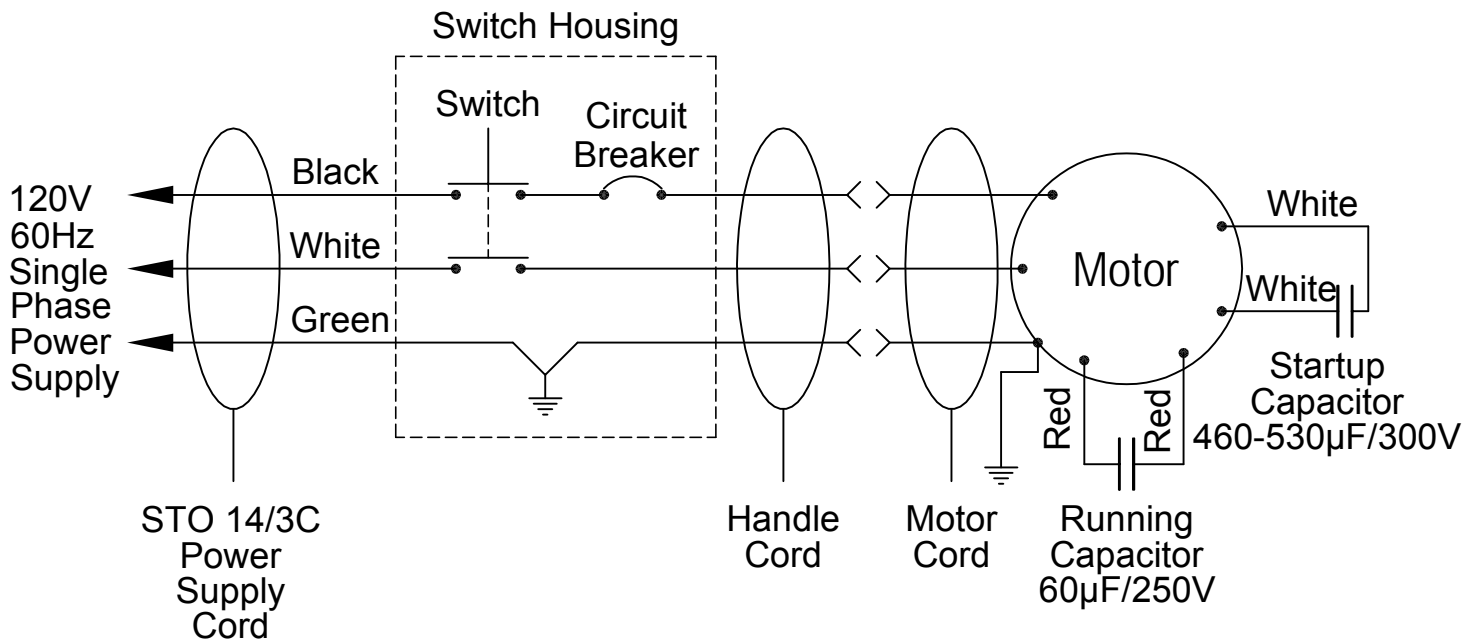 Switch Housing
Switch
Circuit
Breaker
Black
White
Green
120V
60Hz
Single
Phase
Power
Supply
STO 14/3C
Power
Supply
Cord
Handle
Cord
Motor
Cord
Motor
White
White
Startup
Capacitor
460-530µF/300V
Red
Red
Running
Capacitor
60µF/250V